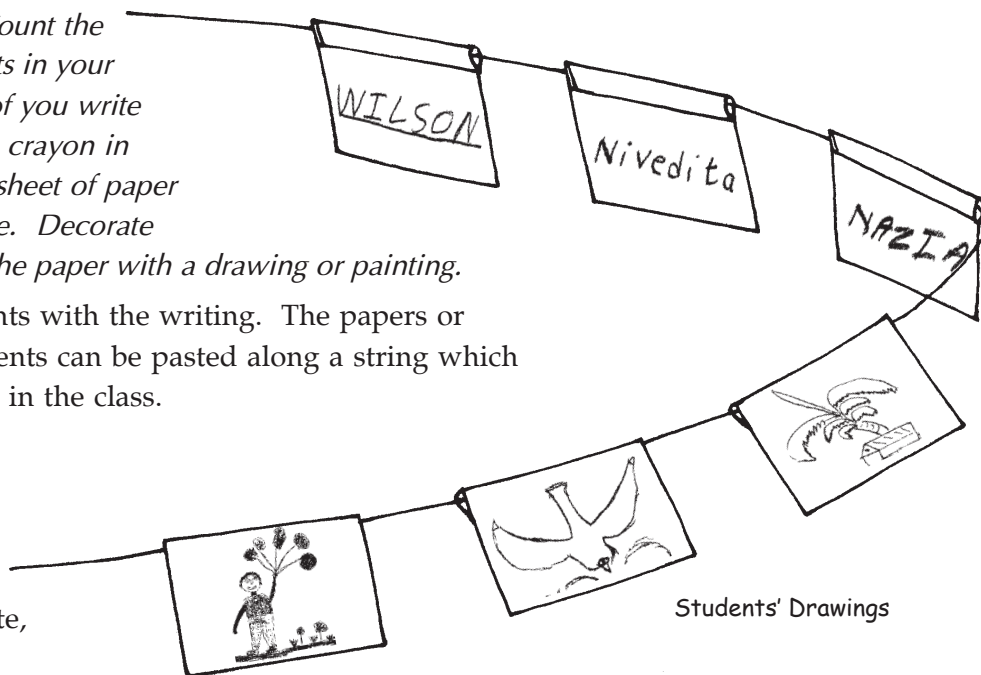 ount the
ts in your
of you write
crayon in
sheet of paper
e. Decorate
he paper with a drawing or painting.
nts with the writing. The papers or
ents can be pasted along a string which
in the class.
te,
WILSON
Nivedita
NAZIA
Students' Drawings